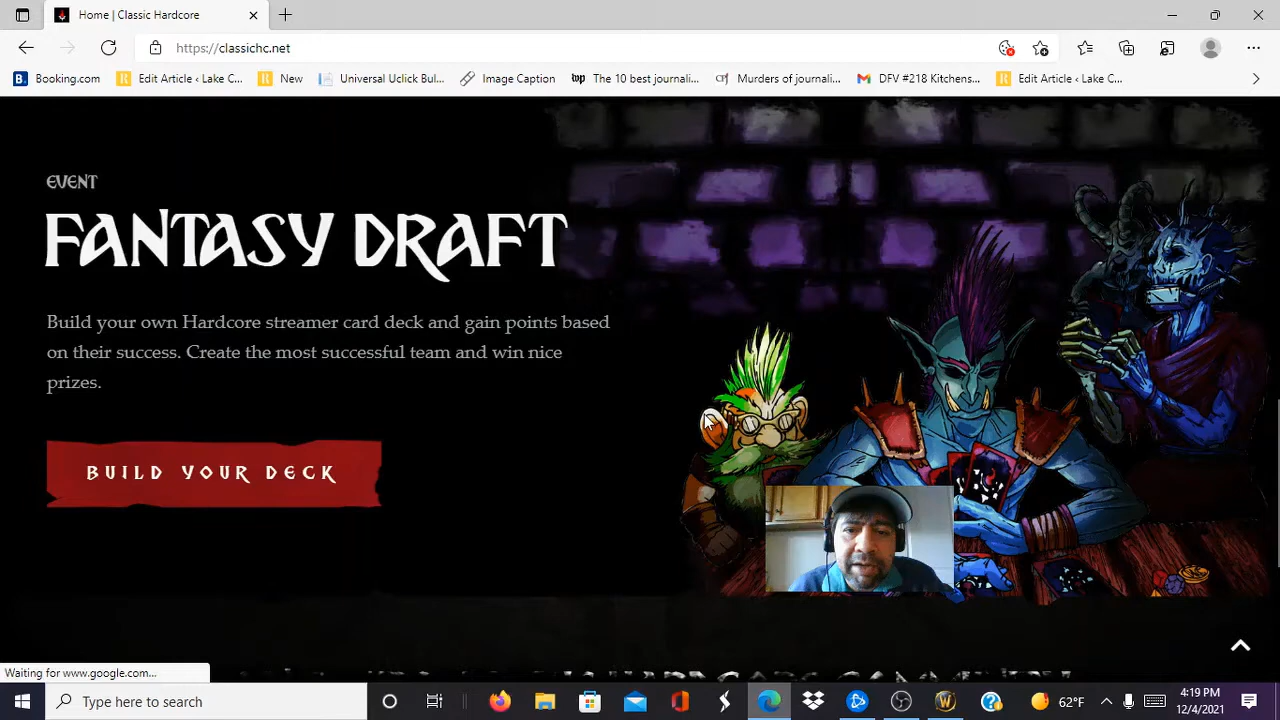 Home | Classic Hardcore
https://classichc.net
Booking.com
Edit Article ‹ Lake C...
New
Universal Uclick Bul...
Image Caption
The 10 best journali...
Murders of journali...
DFV #218 Kitchens...
Edit Article ‹ Lake C...
EVENT
FANTASY DRAFT
Build your own Hardcore streamer card deck and gain points based
on their success. Create the most successful team and win nice
prizes.
BUILD YOUR DECK
Waiting for www.google.com...
Type here to search
62°F
4:19 PM
12/4/2021